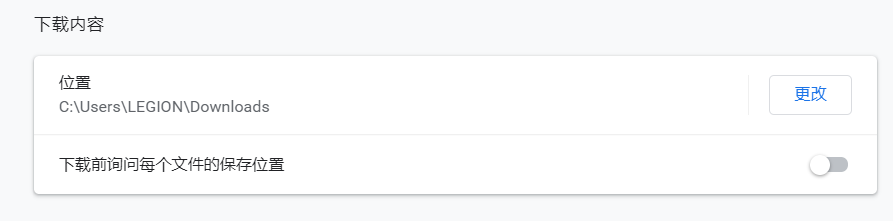 下载内容
位置
C:\Users\LEGION\Downloads
更改
下载前询问每个文件的保存位置